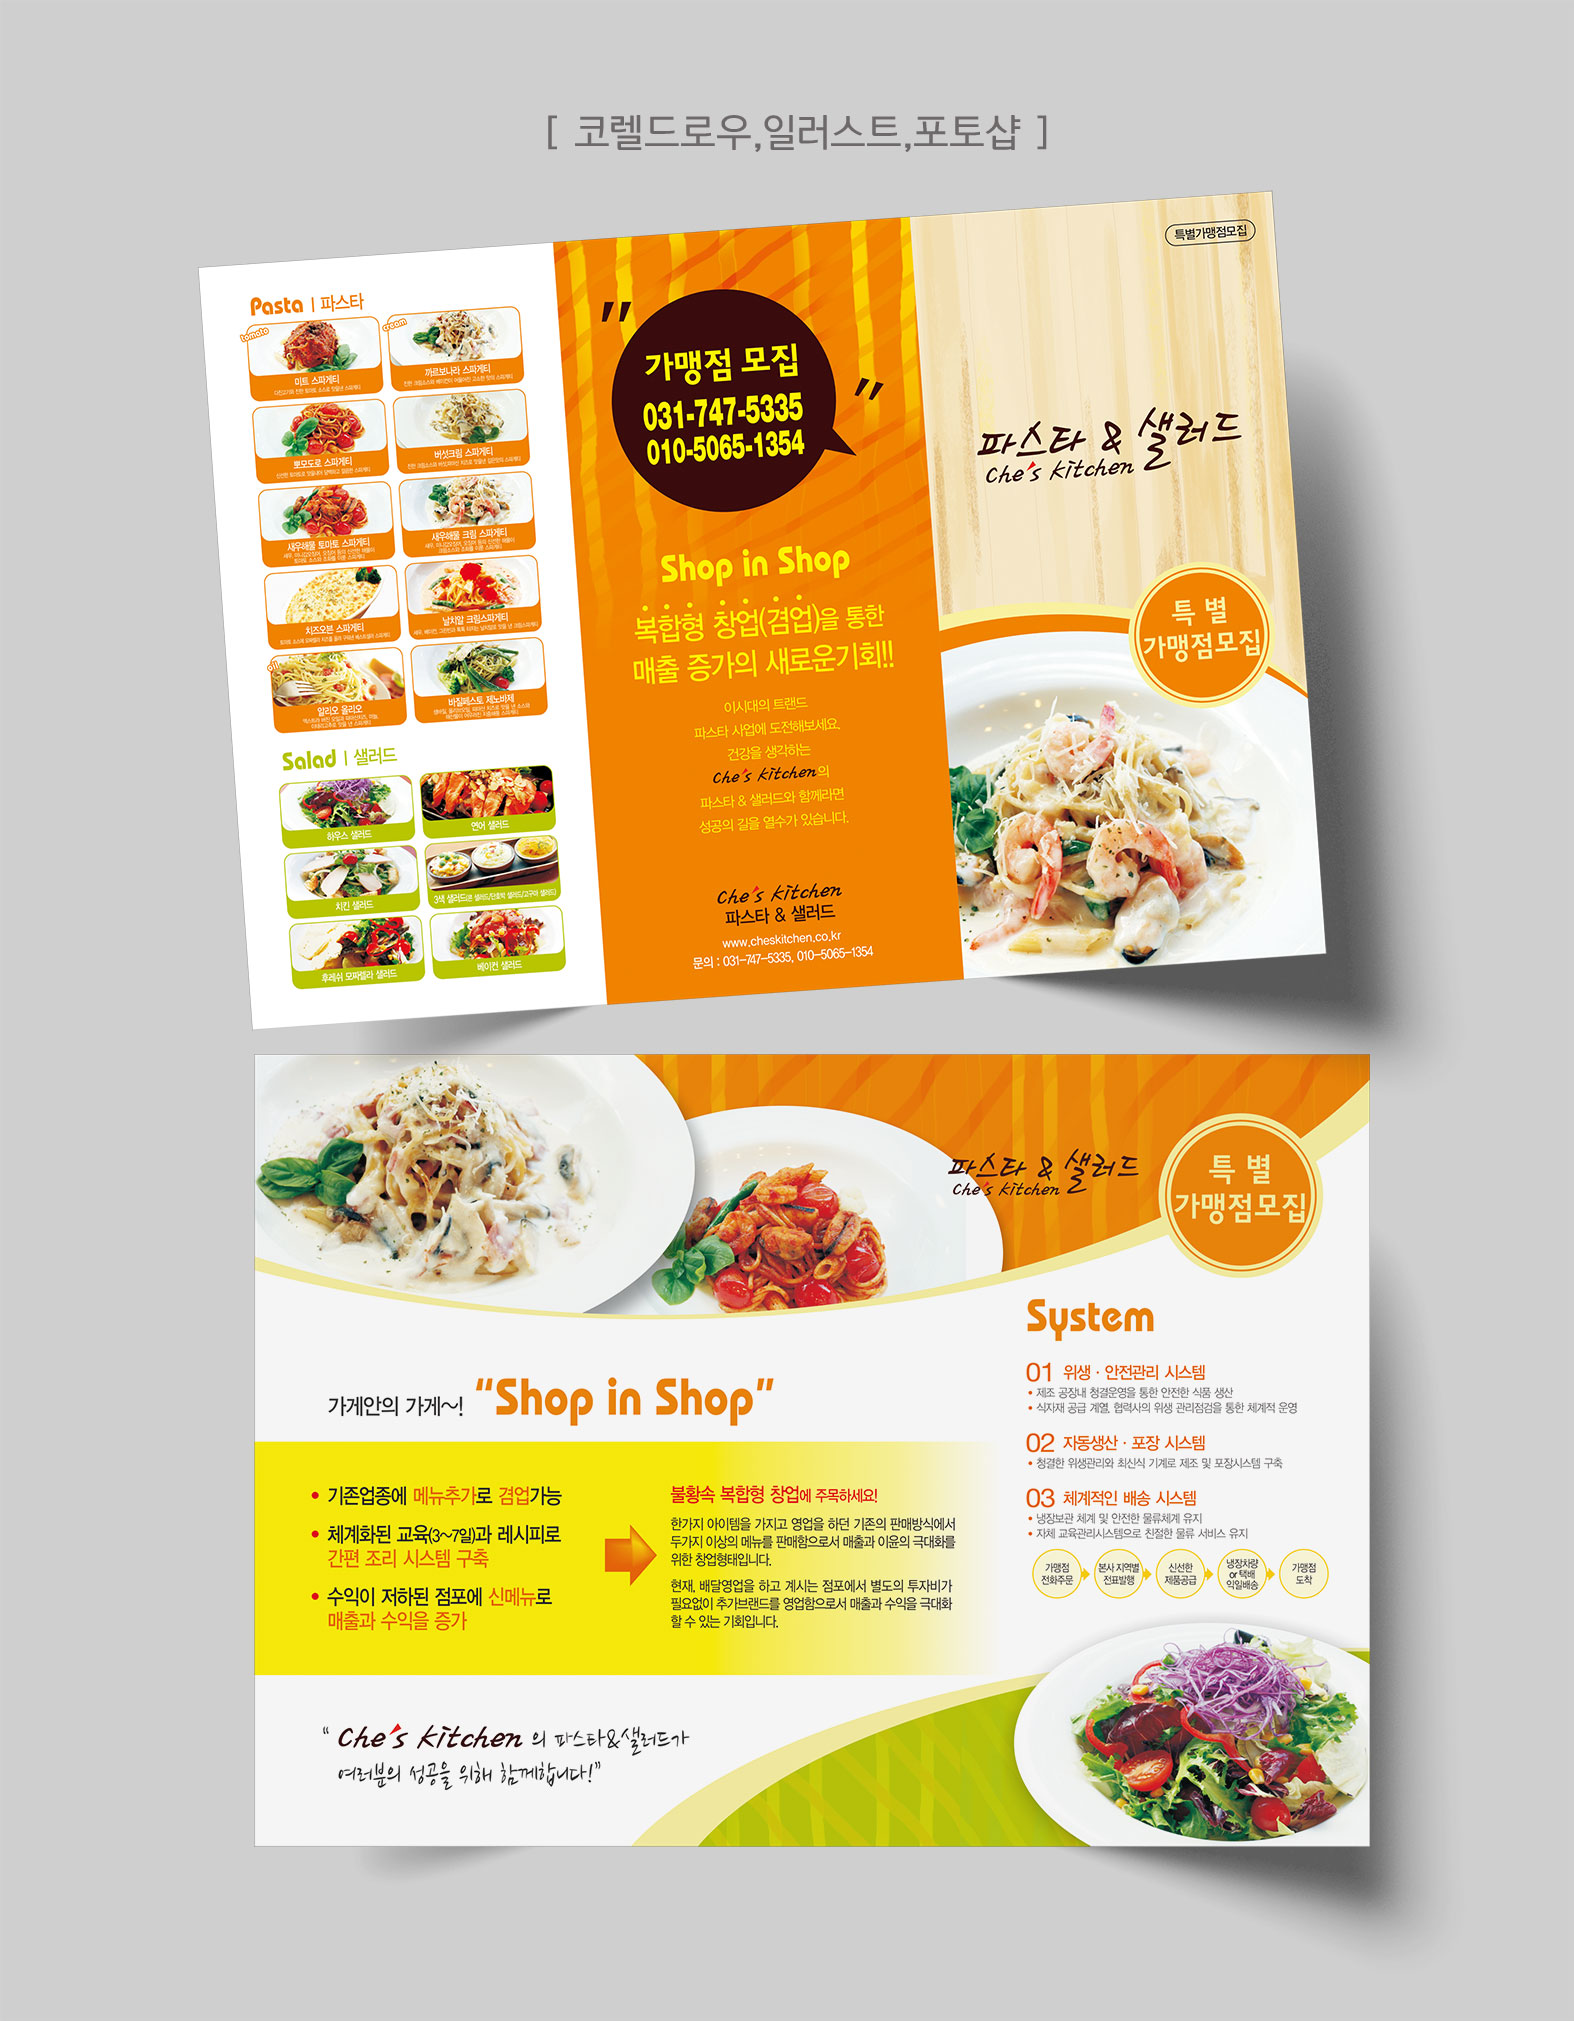 [ 코렐드로우,일러스트,포토샵 ]
Pasta | 파스타
tomato
cream
미트 스파게티
까르보나라 스파게티
뽀모도로 스파게티
버섯크림 스파게티
새우해물 토마토 스파게티
새우해물 크림 스파게티
치즈오븐 스파게티
날치알 크림스파게티
oil
알리오 올리오
바질페스토 제노바제
Salad | 샐러드
하우스 샐러드
연어 샐러드
치킨 샐러드
3색 샐러드(콘 샐러드/단호박 샐러드/고구마 샐러드)
후레쉬 모짜렐라 샐러드
베이컨 샐러드
" 가맹점 모집 "
031-747-5335
010-5065-1354
Shop in Shop
복합형 창업(겸업)을 통한
매출 증가의 새로운기회!!
이시대의 트랜드
파스타 사업에 도전해보세요.
건강을 생각하는
Che's Kitchen의
파스타 & 샐러드와 함께라면
성공의 길을 열수가 있습니다.
Che's Kitchen
파스타 & 샐러드
www.cheskitchen.co.kr
문의 : 031-747-5335, 010-5065-1354
특별가맹점모집
파스타 & 샐러드
Che's Kitchen
특 별
가맹점모집
파스타 & 샐러드
Che's Kitchen
특 별
가맹점모집
가게안의 가게~! "Shop in Shop"
• 기존업종에 메뉴추가로 겸업가능
• 체계화된 교육(3~7일)과 레시피로
간편 조리 시스템 구축
• 수익이 저하된 점포에 신메뉴로
매출과 수익을 증가
불황속 복합형 창업에 주목하세요!
한가지 아이템을 가지고 영업을 하던 기존의 판매방식에서
두가지 이상의 메뉴를 판매함으로서 매출과 이윤의 극대화를
위한 창업형태입니다.
현재, 배달영업을 하고 계시는 점포에서 별도의 투자비가
필요없이 추가브랜드를 영업함으로서 매출과 수익을 극대화
할 수 있는 기회입니다.
System
01 위생 · 안전관리 시스템
• 제조 공장내 청결운영을 통한 안전한 식품 생산
• 식자재 공급 계열, 협력사의 위생 관리점검을 통한 체계적 운영
02 자동생산 · 포장 시스템
• 청결한 위생관리와 최신식 기계로 제조 및 포장시스템 구축
03 체계적인 배송 시스템
• 냉장보관 체계 및 안전한 물류체계 유지
• 자체 교육관리시스템으로 친절한 물류 서비스 유지
가맹점
전화주문
본사 지역별
전표발행
신선한
제품공급
냉장차량
or 택배
익일배송
가맹점
도착
" Che's Kitchen 의 파스타&샐러드가
여러분의 성공을 위해 함께합니다!"